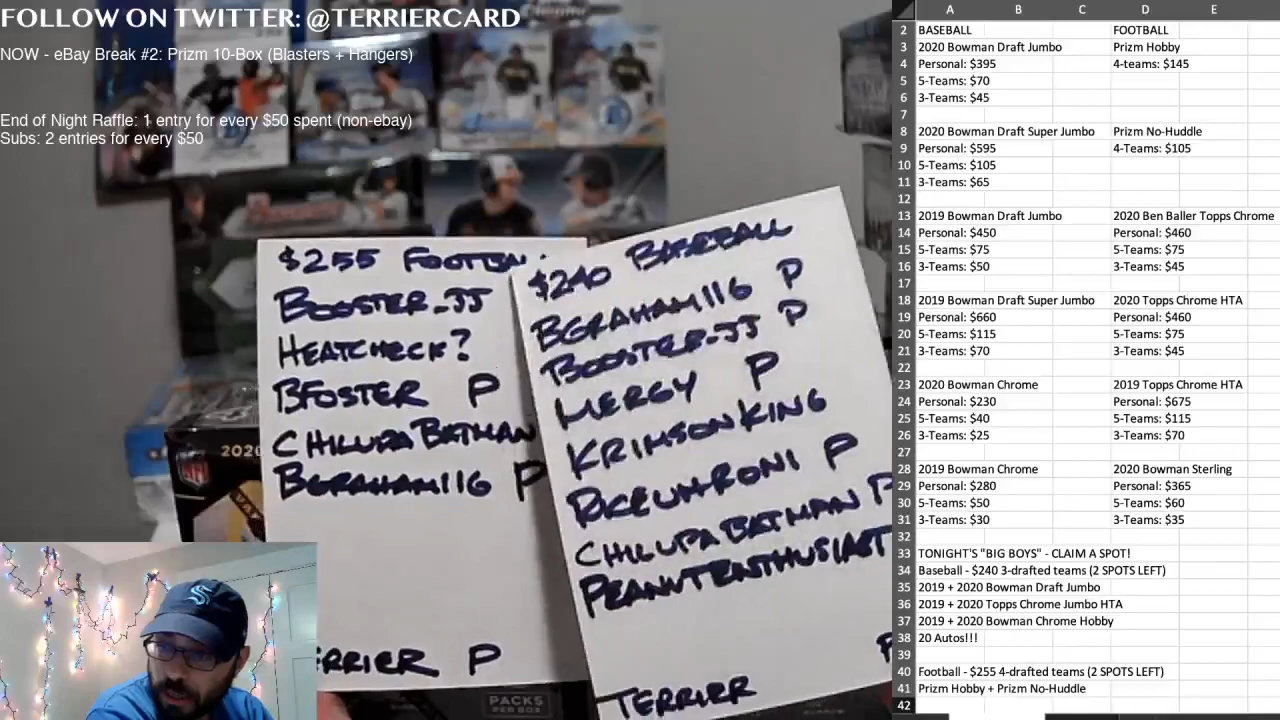 FOLLOW ON TWITTER: @TERRIERCARD
NOW - eBay Break #2: Prizm 10-Box (Blasters + Hangers)
End of Night Raffle: 1 entry for every $50 spent (non-ebay)
Subs: 2 entries for every $50
$255 FOOTBA
BOOSTER_JJ
HEATCHECK?
BFOSTER P
CHILUPABATMAN
BGRAHAM116 P
ERRIER P
$240 BASEBALL
BGRAHAM116 P
BOOSTER_JJ P
MERGY P
KRIMSONKING
RICEUHRONI P
CHILUPABATMAN P
PEANUTENTHUSIAST
TERRIER
2020
NFL
PACKS
PER BOX
A B C D E
2 BASEBALL FOOTBALL
3 2020 Bowman Draft Jumbo Prizm Hobby
4 Personal: $395 4-teams: $145
5 5-Teams: $70
6 3-Teams: $45
7
8 2020 Bowman Draft Super Jumbo Prizm No-Huddle
9 Personal: $595 4-Teams: $105
10 5-Teams: $105
11 3-Teams: $65
12
13 2019 Bowman Draft Jumbo 2020 Ben Baller Topps Chrome
14 Personal: $450 Personal: $460
15 5-Teams: $75 5-Teams: $75
16 3-Teams: $50 3-Teams: $45
17
18 2019 Bowman Draft Super Jumbo 2020 Topps Chrome HTA
19 Personal: $660 Personal: $460
20 5-Teams: $115 5-Teams: $75
21 3-Teams: $70 3-Teams: $45
22
23 2020 Bowman Chrome 2019 Topps Chrome HTA
24 Personal: $230 Personal: $675
25 5-Teams: $40 5-Teams: $115
26 3-Teams: $25 3-Teams: $70
27
28 2019 Bowman Chrome 2020 Bowman Sterling
29 Personal: $280 Personal: $365
30 5-Teams: $50 5-Teams: $60
31 3-Teams: $30 3-Teams: $35
32
33 TONIGHT'S "BIG BOYS" - CLAIM A SPOT!
34 Baseball - $240 3-drafted teams (2 SPOTS LEFT)
35 2019 + 2020 Bowman Draft Jumbo
36 2019 + 2020 Topps Chrome Jumbo HTA
37 2019 + 2020 Bowman Chrome Hobby
38 20 Autos!!!
39
40 Football - $255 4-drafted teams (2 SPOTS LEFT)
41 Prizm Hobby + Prizm No-Huddle
42